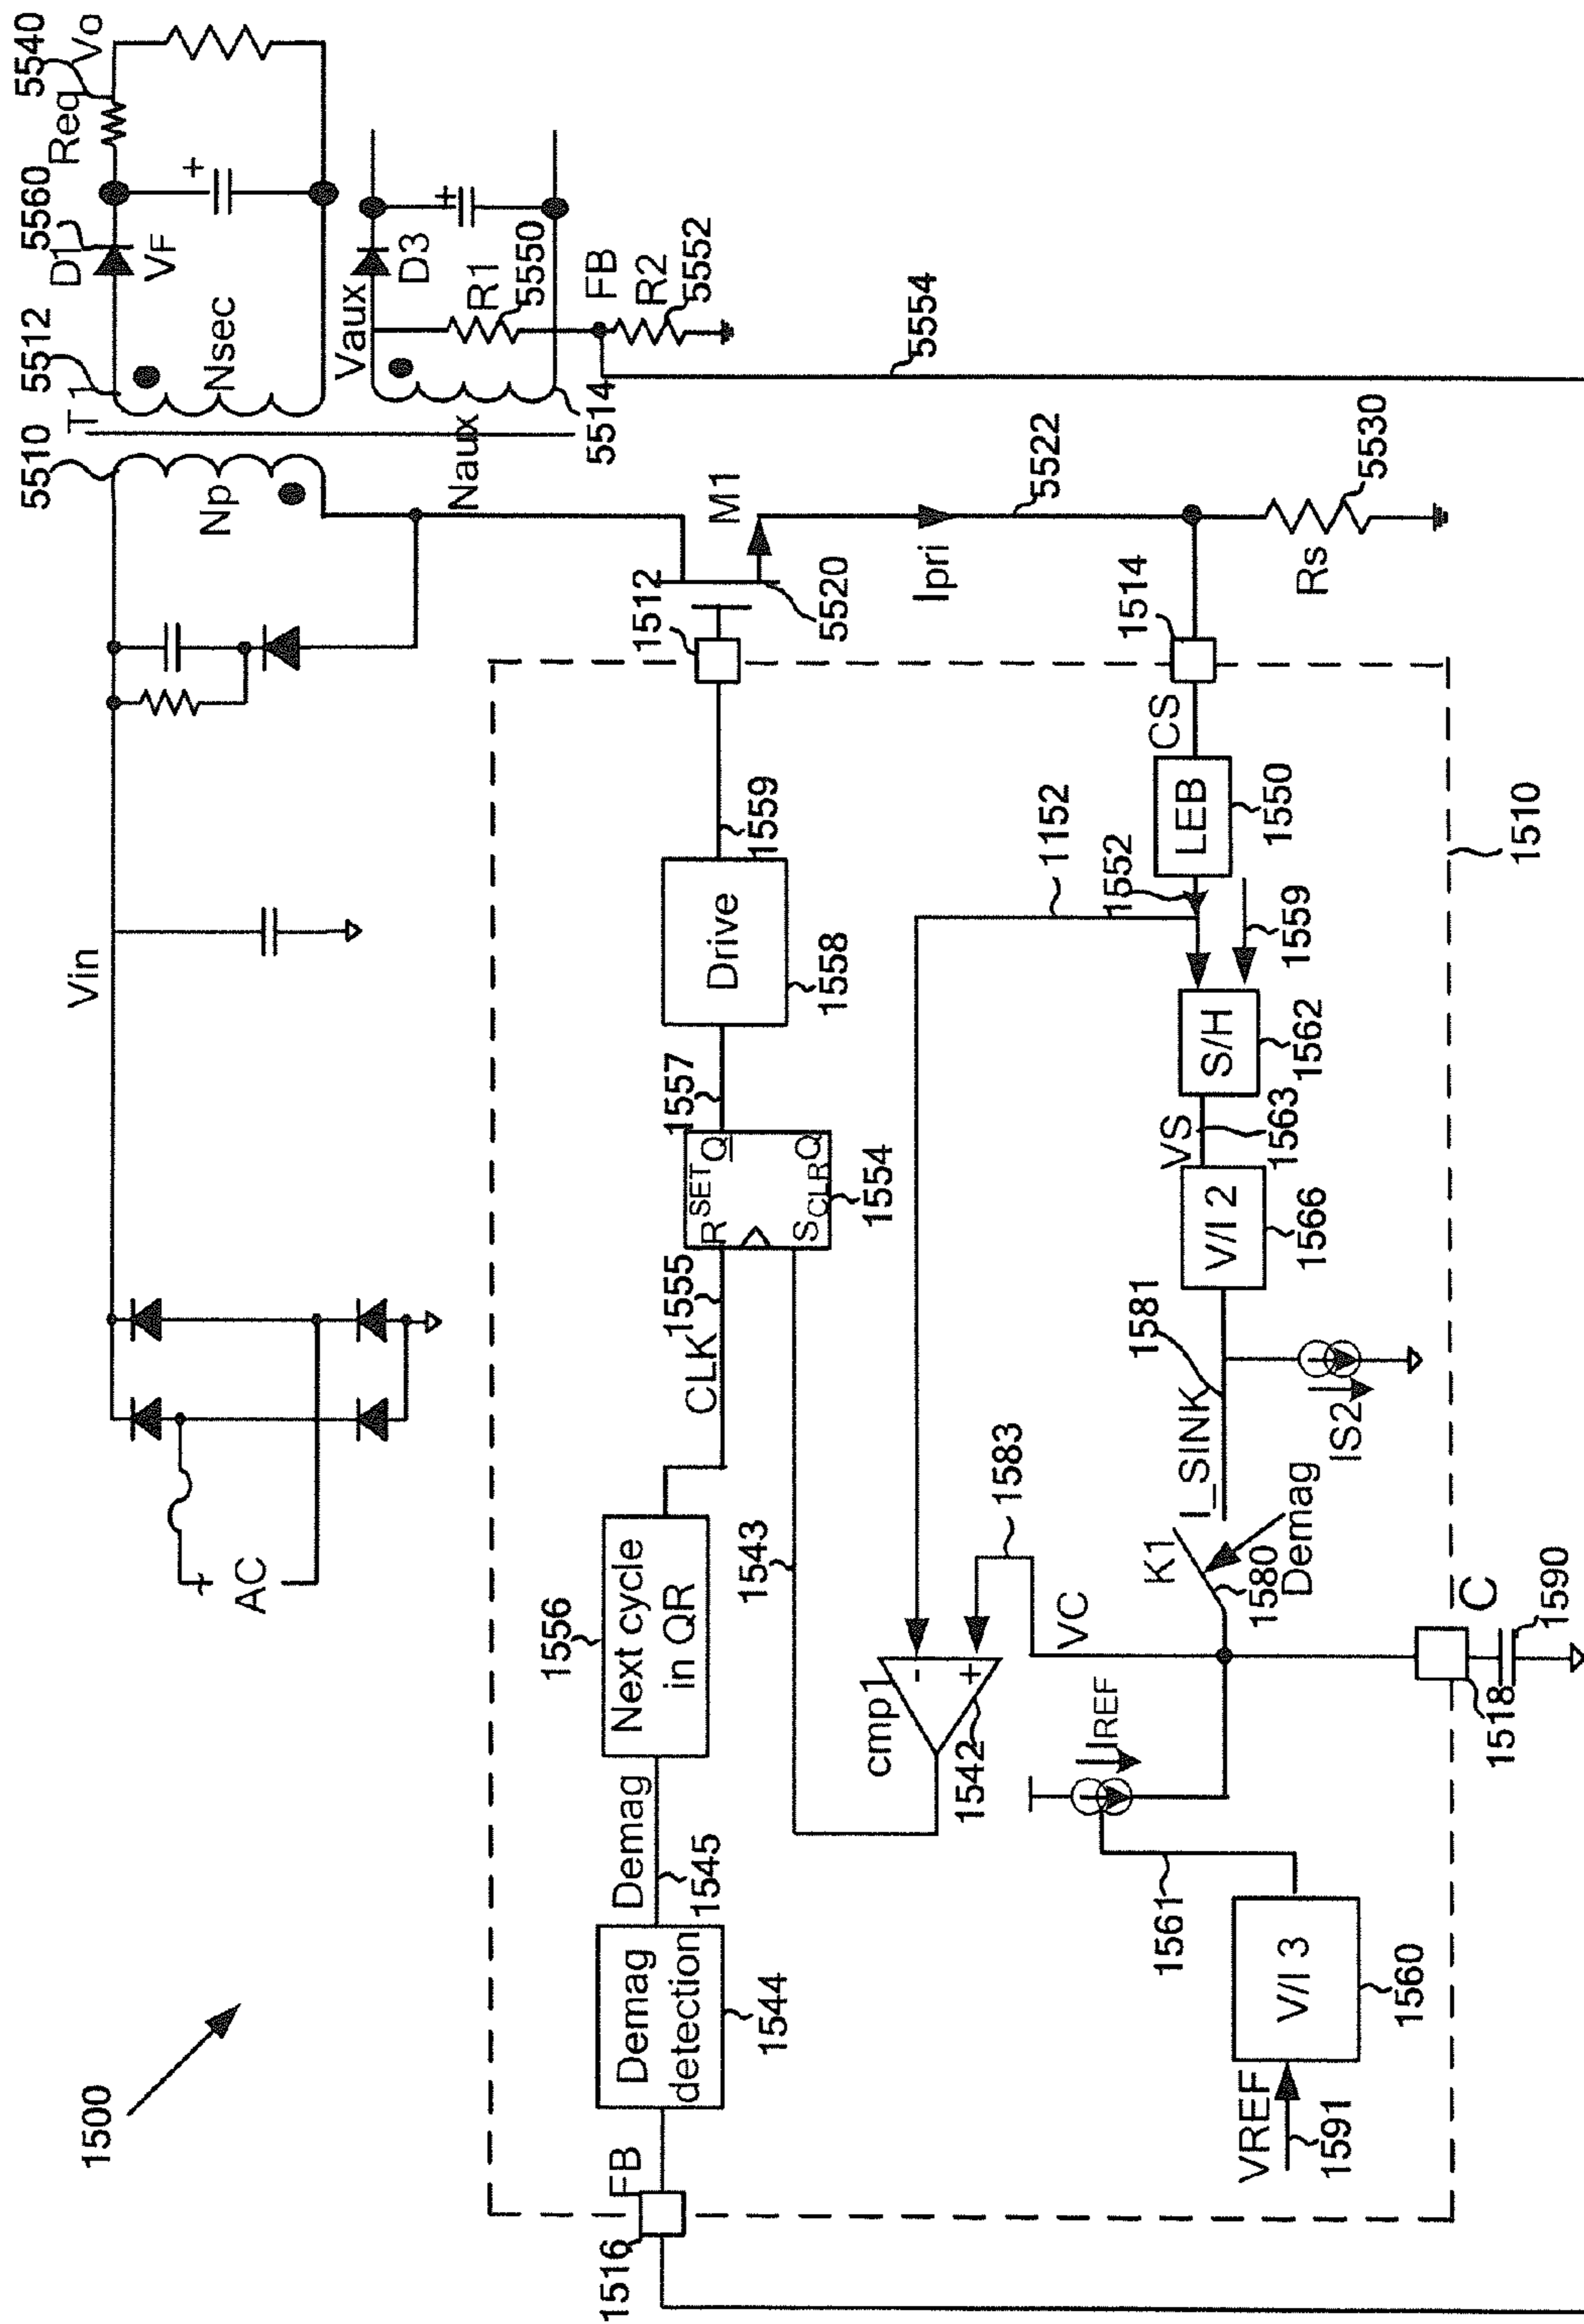 1500
AC
Vin
5510
T1
5512
D1
5560
Req
5540
Vo
VF
Np
Nsec
Vaux
D3
R1
5550
FB
R2
5552
Naux
5514
5554
M1
5520
1512
Ipri
5522
1514
Rs
5530
1516
FB
Demag
detection
1544
Demag
1545
1556
Next cycle
in QR
CLK
1555
R
SET
Q
S
CLR
Q
1554
1557
Drive
1558
1559
1543
cmp1
-
+
1542
1583
VC
1152
1552
CS
LEB
1550
1559
S/H
1562
VS
1563
V/I 2
1566
1581
I_SINK
IS2
K1
1580
Demag
IREF
1561
V/I 3
1560
VREF
1591
1518
C
1590
1510